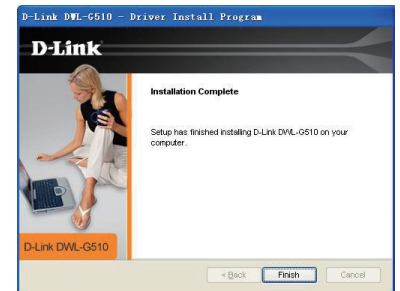 D-Link DWL-G510 - Driver Install Program
D-Link
Installation Complete
Setup has finished installing D-Link DWL-G510 on your
computer.
D-Link DWL-G510
< Back
Finish
Cancel